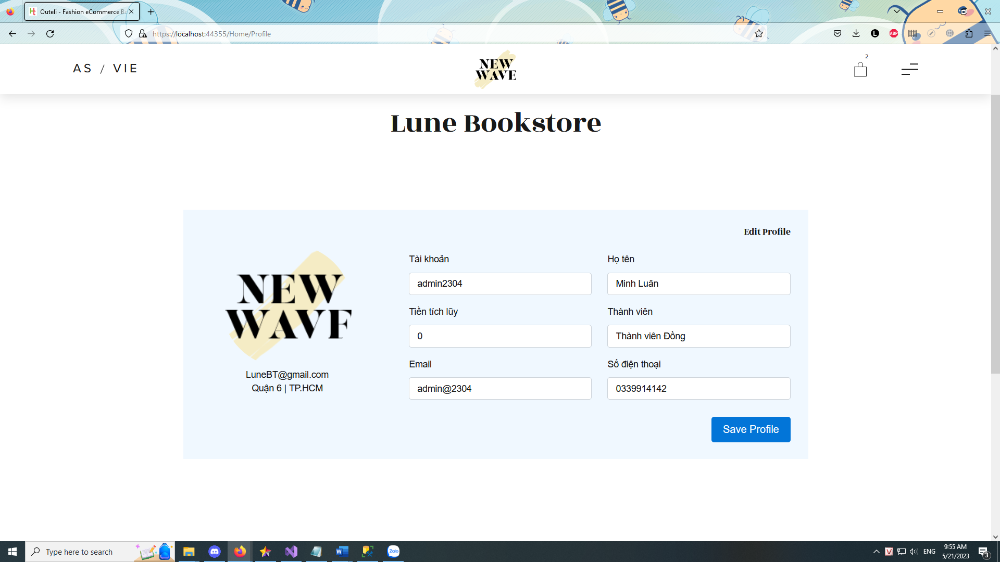 Outeli - Fashion eCommerce B
https://localhost:44355/Home/Profile
ABP
AS / VIE
NEW
WAVE
2
Lune Bookstore
Edit Profile
NEW
WAVE
LuneBT@gmail.com
Quận 6 | TP.HCM
Tài khoản
admin2304
Họ tên
Minh Luân
Tiền tích lũy
0
Thành viên
Thành viên Đồng
Email
admin@2304
Số điện thoại
0339914142
Save Profile
Type here to search
Zalo
ENG
9:55 AM
5/21/2023
3